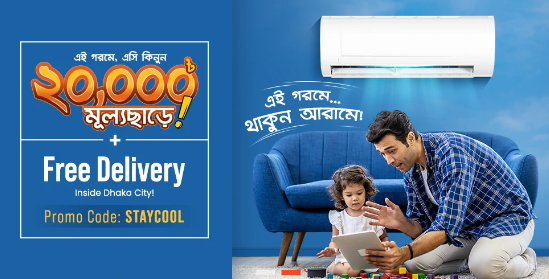 এই গরমে, এসি কিনুন
২০,০০০৳
মূল্যছাড়ে!
+
Free Delivery
Inside Dhaka City!
Promo Code: STAYCOOL
এই গরমে...
থাকুন আরামে!